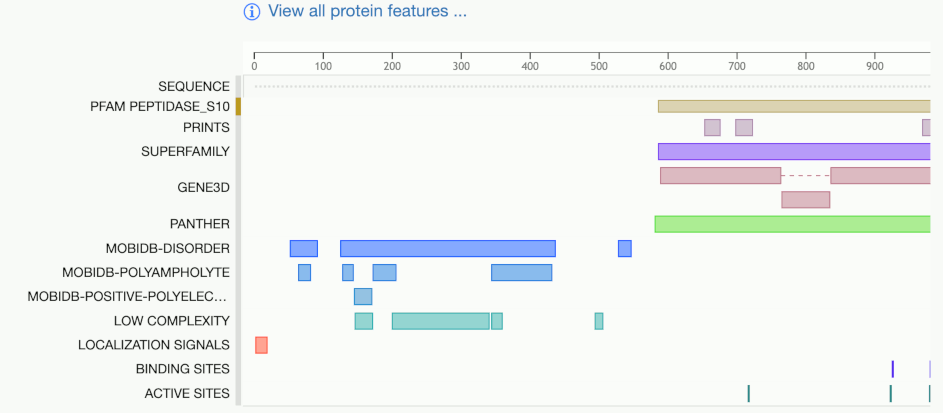 View all protein features ...
0 100 200 300 400 500 600 700 800 900
SEQUENCE
PFAM PEPTIDASE_S10
PRINTS
SUPERFAMILY
GENE3D
PANTHER
MOBIDB-DISORDER
MOBIDB-POLYAMPHOLYTE
MOBIDB-POSITIVE-POLYELEC...
LOW COMPLEXITY
LOCALIZATION SIGNALS
BINDING SITES
ACTIVE SITES